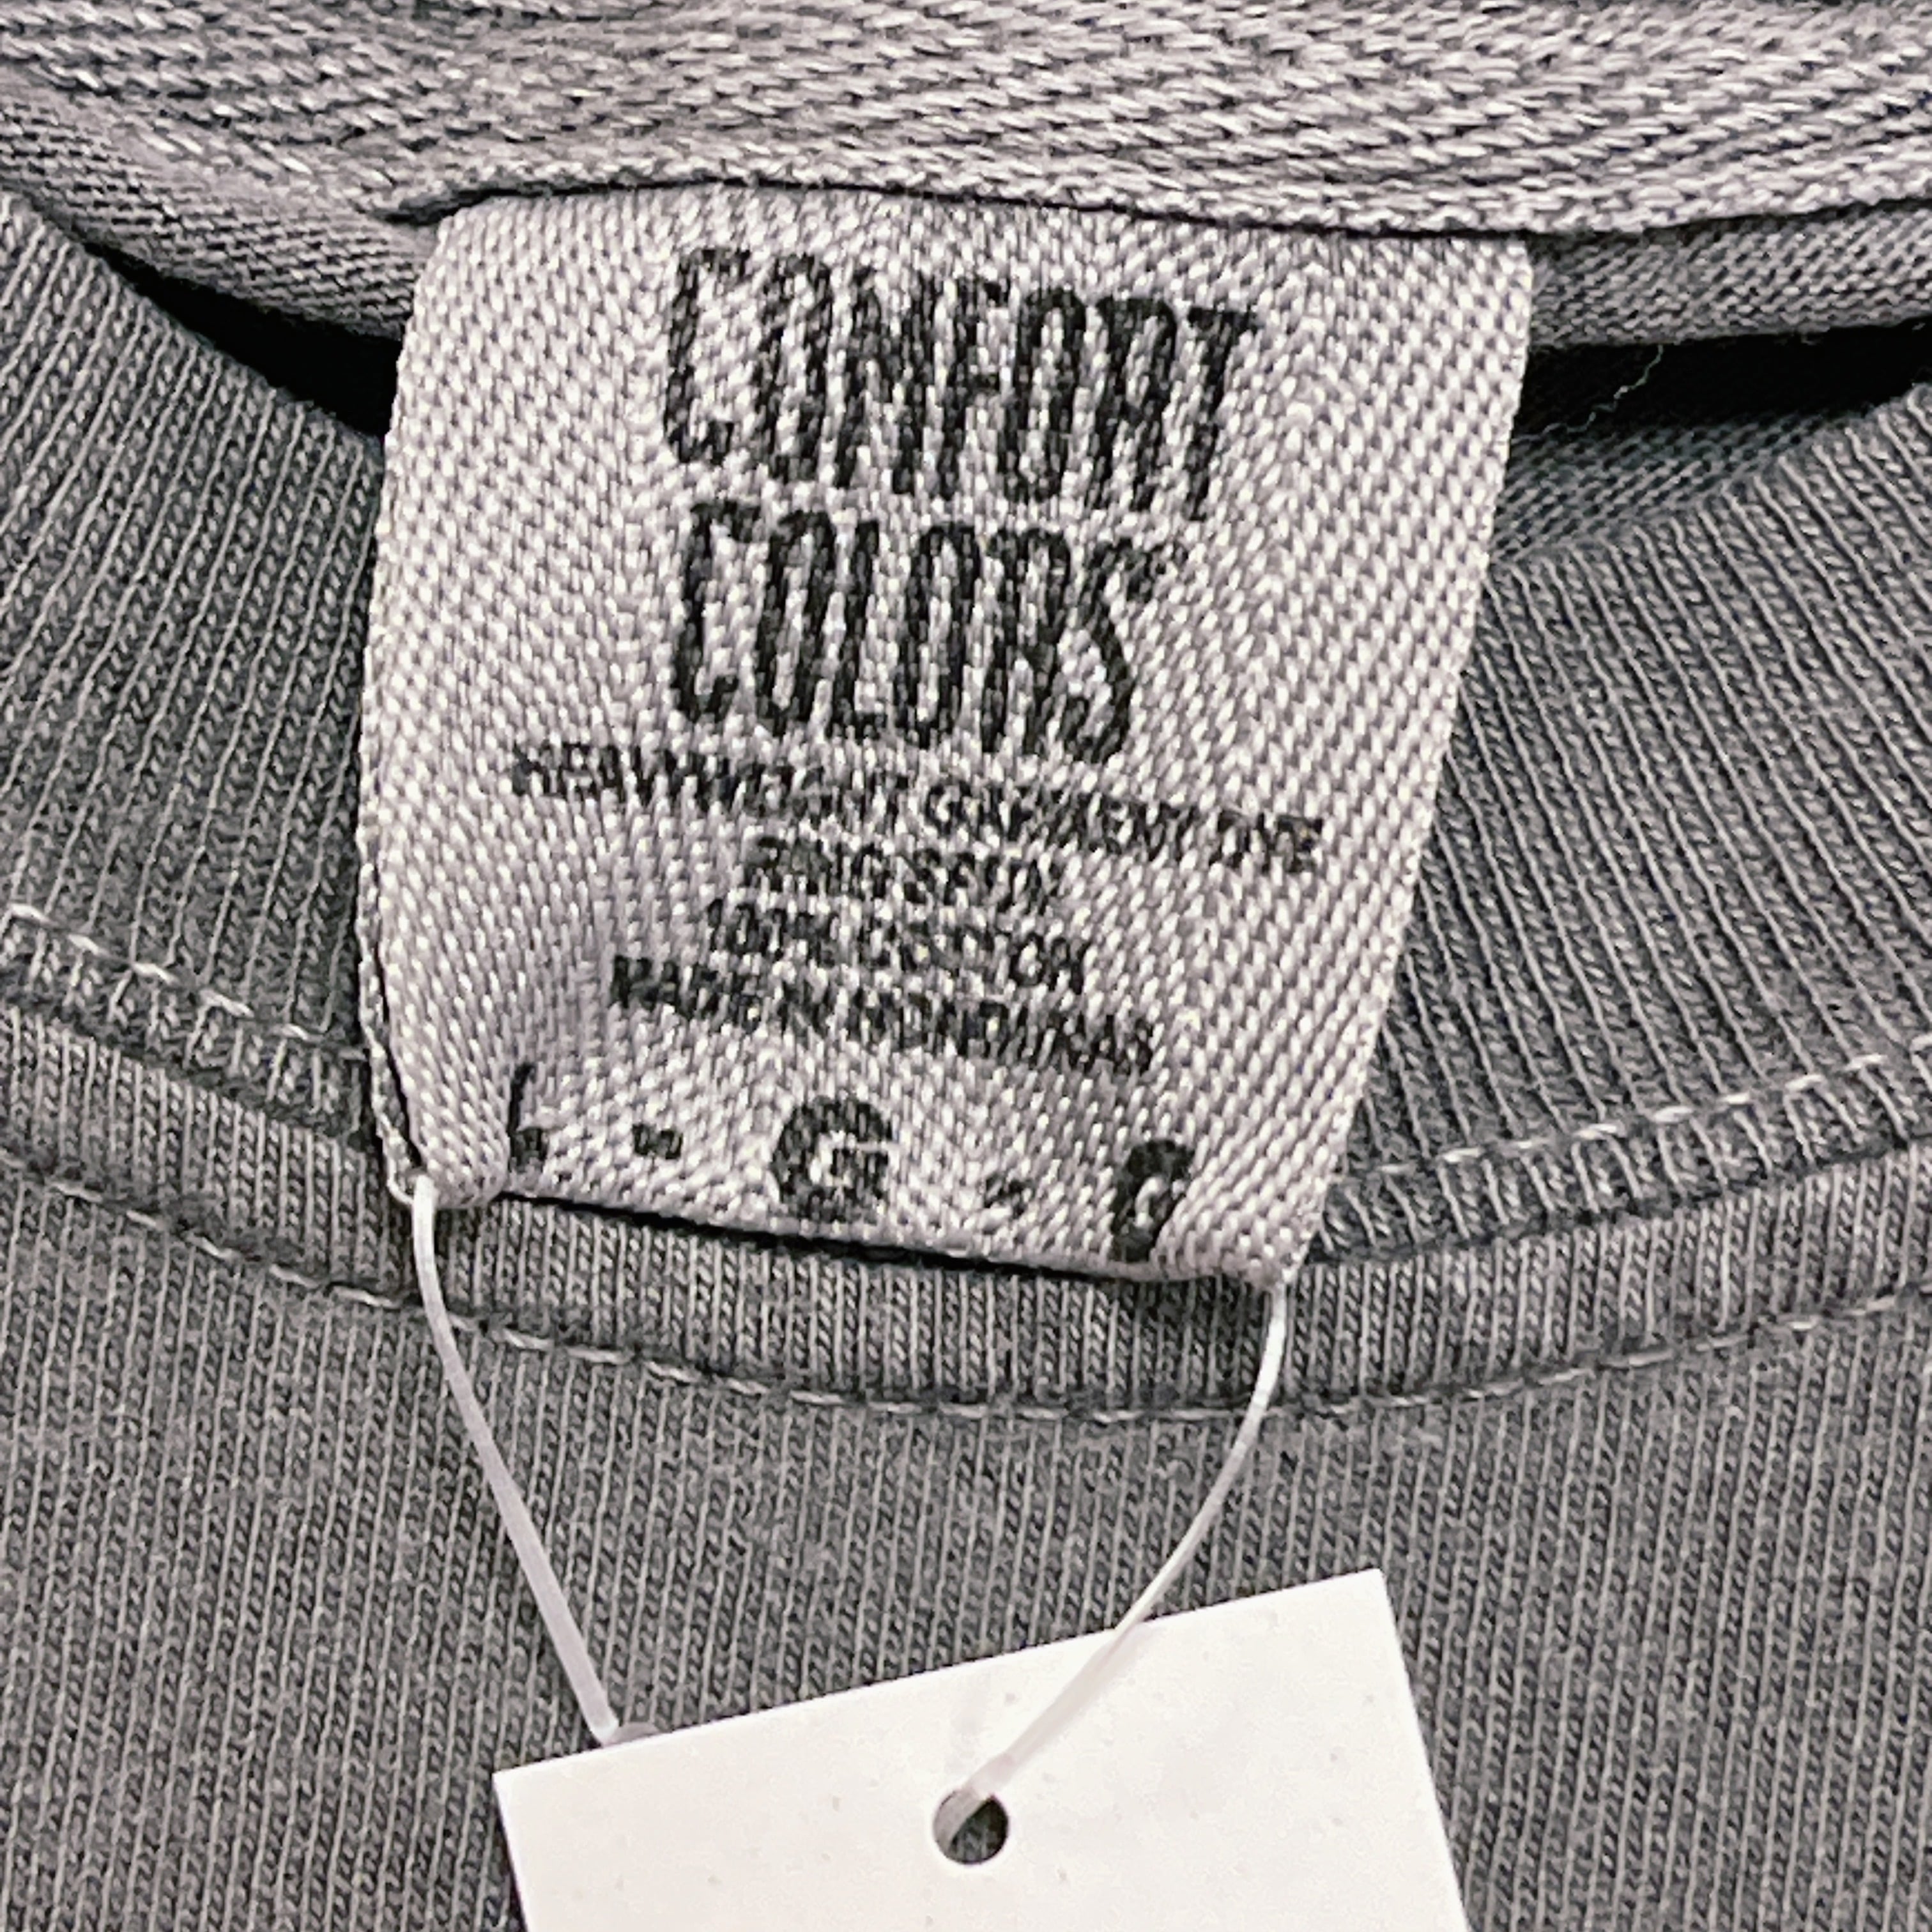 COMFORT
COLORS
HEAVYWEIGHT GARMENT DYE
RING SPUN
100% COTTON
MADE IN HONDURAS
L - G - G